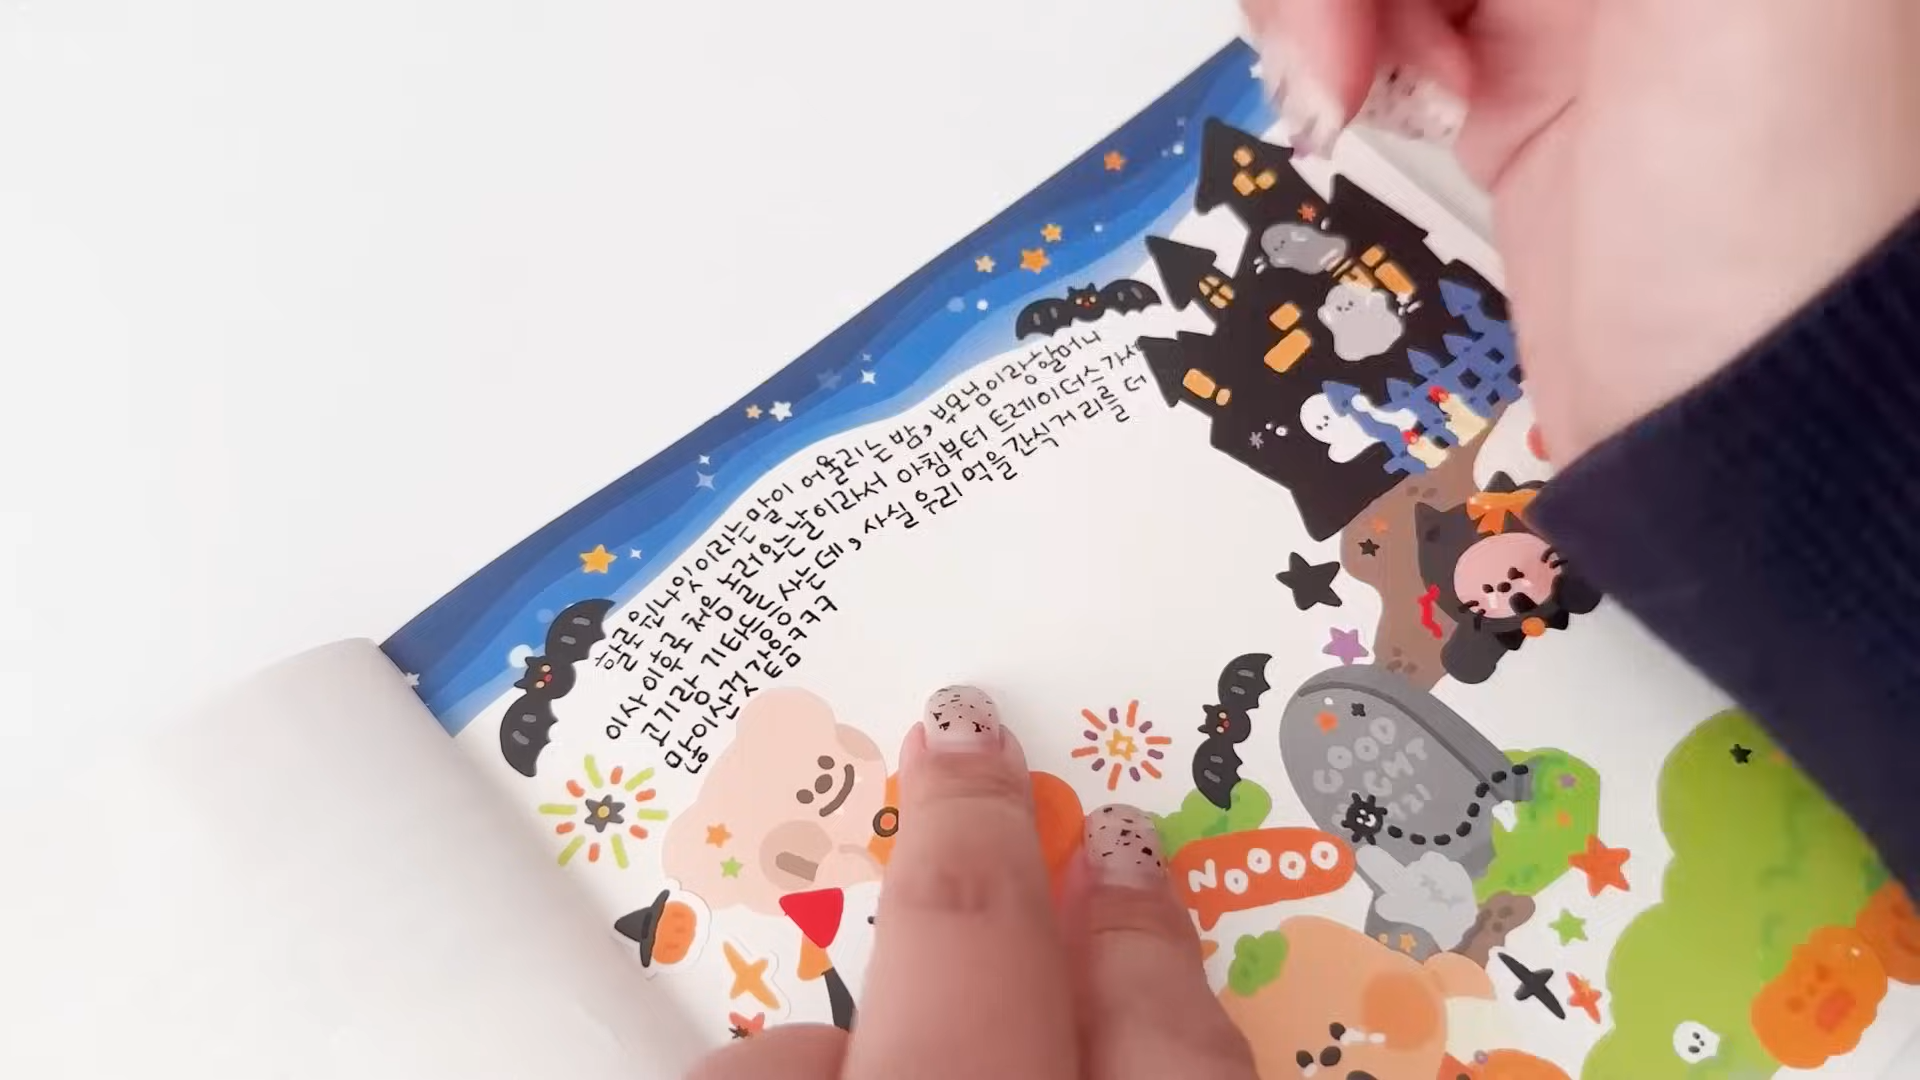 할로윈나잇이라는 말이 어울리는 밤, 부모님이랑 할머니
이사 이후로 처음 놀러오는 날이라서 아침부터 트레이더스가서
고기랑 기타등등 사는데, 사실 우리 먹을 간식거리를 더
많이 산것 같음ㅋㅋㅋ
GOOD
NIGHT
NOOOO